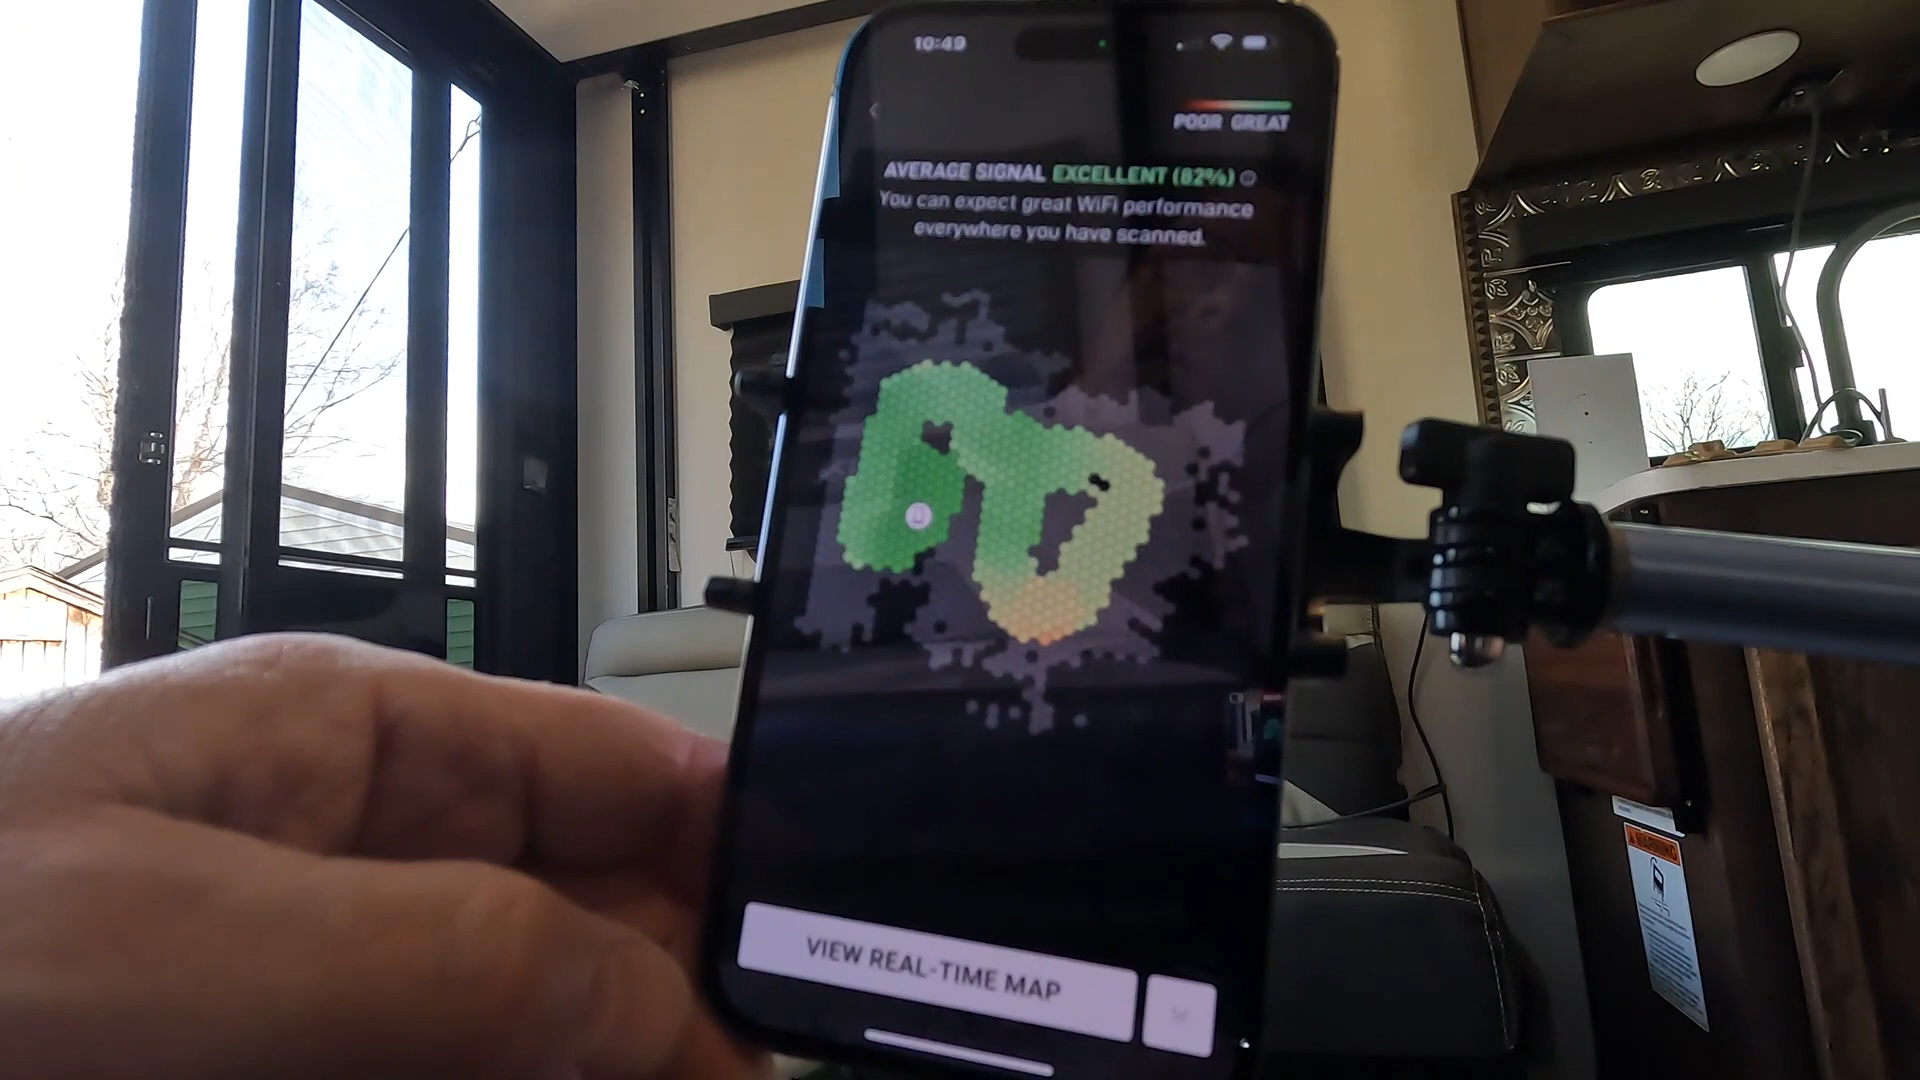 10:49
POOR GREAT
AVERAGE SIGNAL EXCELLENT (82%)
You can expect great WiFi performance
everywhere you have scanned.
VIEW REAL-TIME MAP
WARNING